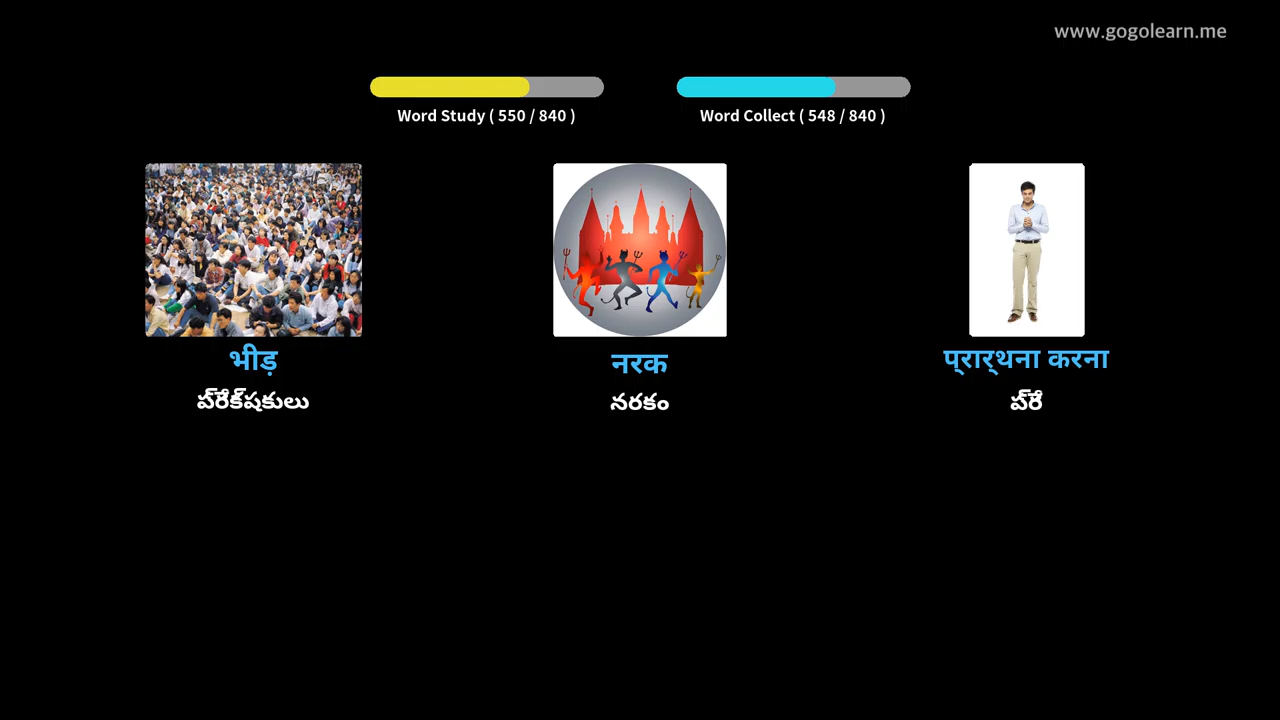 www.gogolearn.me
Word Study ( 550 / 840 )
Word Collect ( 548 / 840 )
भीड़
नरक
प्रार्थना करना
ప్రేక్షకులు
నరకం
ప్రే